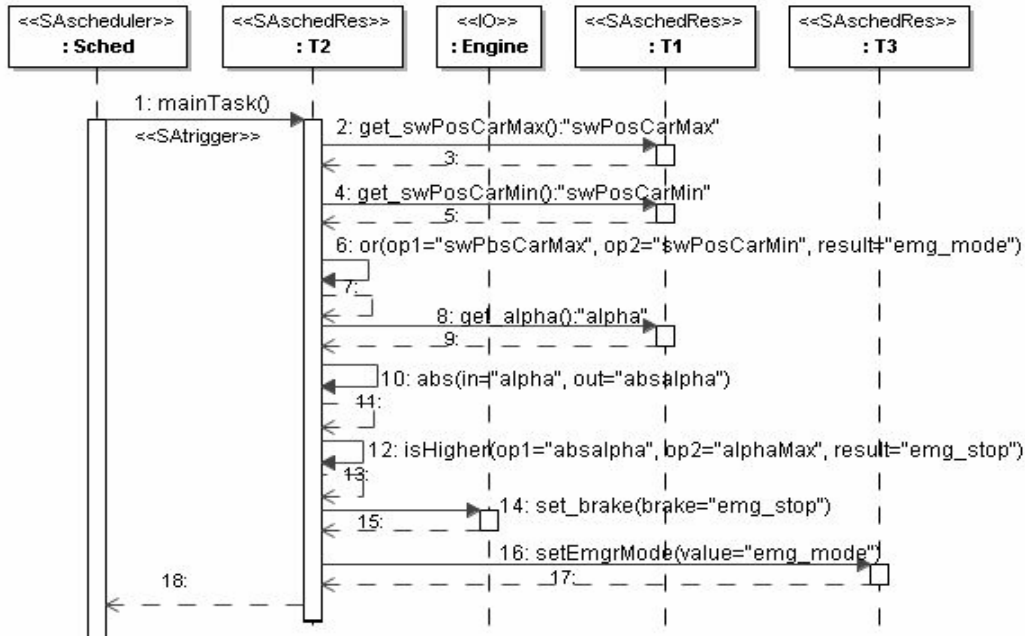 <<SAscheduler>>
: Sched
<<SAschedRes>>
: T2
<<IO>>
: Engine
<<SAschedRes>>
: T1
<<SAschedRes>>
: T3
1: mainTask()
<<SAtrigger>>
2: get_swPosCarMax():"swPosCarMax"
3:
4: get_swPosCarMin():"swPosCarMin"
5:
6: or(op1="swPosCarMax", op2="swPosCarMin", result="emg_mode")
7:
8: get_alpha():"alpha"
9:
10: abs(in="alpha", out="absalpha")
11:
12: isHigher(op1="absalpha", op2="alphaMax", result="emg_stop")
13:
14: set_brake(brake="emg_stop")
15:
16: setEmgrMode(value="emg_mode")
17:
18: